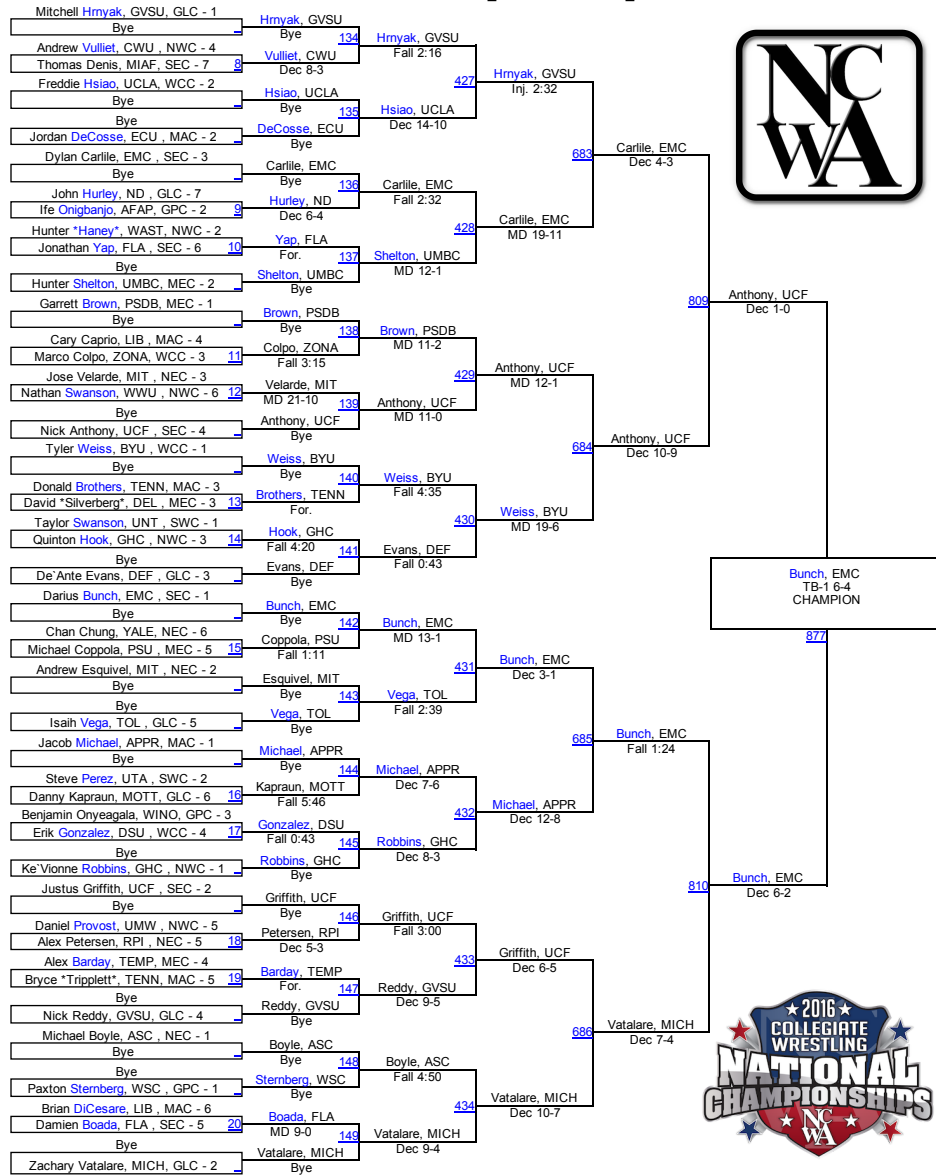 Mitchell Hrnyak, GVSU, GLC - 1
Bye
Andrew Vulliet, CWU , NWC - 4
Thomas Denis, MIAF, SEC - 7 8
Freddie Hsiao, UCLA, WCC - 2
Bye
Bye
Jordan DeCosse, ECU , MAC - 2
Dylan Carlile, EMC , SEC - 3
Bye
John Hurley, ND , GLC - 7
Ife Onigbanjo, AFAP, GPC - 2 9
Hunter *Haney*, WAST, NWC - 2
Jonathan Yap, FLA , SEC - 6 10
Bye
Hunter Shelton, UMBC, MEC - 2
Garrett Brown, PSDB, MEC - 1
Bye
Cary Caprio, LIB , MAC - 4
Marco Colpo, ZONA, WCC - 3 11
Jose Velarde, MIT , NEC - 3
Nathan Swanson, WWU , NWC - 6 12
Bye
Nick Anthony, UCF , SEC - 4
Tyler Weiss, BYU , WCC - 1
Bye
Donald Brothers, TENN, MAC - 3
David *Silverberg*, DEL , MEC - 3 13
Taylor Swanson, UNT , SWC - 1
Quinton Hook, GHC , NWC - 3 14
Bye
De`Ante Evans, DEF , GLC - 3
Darius Bunch, EMC , SEC - 1
Bye
Chan Chung, YALE, NEC - 6
Michael Coppola, PSU , MEC - 5 15
Andrew Esquivel, MIT , NEC - 2
Bye
Bye
Isaih Vega, TOL , GLC - 5
Jacob Michael, APPR, MAC - 1
Bye
Steve Perez, UTA , SWC - 2
Danny Kapraun, MOTT, GLC - 6 16
Benjamin Onyeagala, WINO, GPC - 3
Erik Gonzalez, DSU , WCC - 4 17
Bye
Ke`Vionne Robbins, GHC , NWC - 1
Justus Griffith, UCF , SEC - 2
Bye
Daniel Provost, UMW , NWC - 5
Alex Petersen, RPI , NEC - 5 18
Alex Barday, TEMP, MEC - 4
Bryce *Tripplett*, TENN, MAC - 5 19
Bye
Nick Reddy, GVSU, GLC - 4
Michael Boyle, ASC , NEC - 1
Bye
Bye
Paxton Sternberg, WSC , GPC - 1
Brian DiCesare, LIB , MAC - 6
Damien Boada, FLA , SEC - 5 20
Bye
Zachary Vatalare, MICH, GLC - 2
Hrnyak, GVSU
Bye
134
Vulliet, CWU
Dec 8-3
Hsiao, UCLA
Bye
135
DeCosse, ECU
Bye
Carlile, EMC
Bye
136
Hurley, ND
Dec 6-4
Yap, FLA
For.
137
Shelton, UMBC
Bye
Brown, PSDB
Bye
138
Colpo, ZONA
Fall 3:15
Velarde, MIT
MD 21-10
139
Anthony, UCF
Bye
Weiss, BYU
Bye
140
Brothers, TENN
For.
Hook, GHC
Fall 4:20
141
Evans, DEF
Bye
Bunch, EMC
Bye
142
Coppola, PSU
Fall 1:11
Esquivel, MIT
Bye
143
Vega, TOL
Bye
Michael, APPR
Bye
144
Kapraun, MOTT
Fall 5:46
Gonzalez, DSU
Fall 0:43
145
Robbins, GHC
Bye
Griffith, UCF
Bye
146
Petersen, RPI
Dec 5-3
Barday, TEMP
For.
147
Reddy, GVSU
Bye
Boyle, ASC
Bye
148
Sternberg, WSC
Bye
Boada, FLA
MD 9-0
149
Vatalare, MICH
Bye
Hrnyak, GVSU
Fall 2:16
427
Hsiao, UCLA
Dec 14-10
Carlile, EMC
Fall 2:32
428
Shelton, UMBC
MD 12-1
Brown, PSDB
MD 11-2
429
Anthony, UCF
MD 11-0
Weiss, BYU
Fall 4:35
430
Evans, DEF
Fall 0:43
Bunch, EMC
MD 13-1
431
Vega, TOL
Fall 2:39
Michael, APPR
Dec 7-6
432
Robbins, GHC
Dec 8-3
Griffith, UCF
Fall 3:00
433
Reddy, GVSU
Dec 9-5
Boyle, ASC
Fall 4:50
434
Vatalare, MICH
Dec 9-4
Hrnyak, GVSU
Inj. 2:32
683
Carlile, EMC
MD 19-11
Anthony, UCF
MD 12-1
684
Weiss, BYU
MD 19-6
Bunch, EMC
Dec 3-1
685
Michael, APPR
Dec 12-8
Griffith, UCF
Dec 6-5
686
Vatalare, MICH
Dec 10-7
Carlile, EMC
Dec 4-3
809
Anthony, UCF
Dec 10-9
Bunch, EMC
Fall 1:24
810
Vatalare, MICH
Dec 7-4
Anthony, UCF
Dec 1-0
Bunch, EMC
TB-1 6-4
CHAMPION
877
Bunch, EMC
Dec 6-2
NC
WA
2016
COLLEGIATE
WRESTLING
NATIONAL
CHAMPIONSHIPS
NC
WA